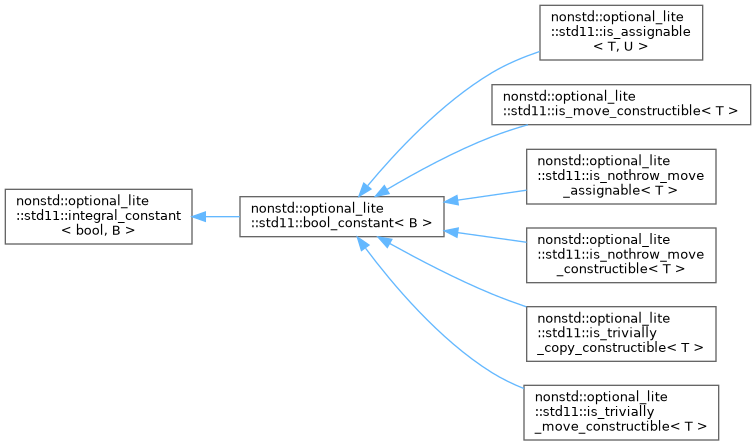 nonstd::optional_lite
::std11::is_assignable
< T, U >
nonstd::optional_lite
::std11::is_move_constructible< T >
nonstd::optional_lite
::std11::is_nothrow_move
_assignable< T >
nonstd::optional_lite
::std11::integral_constant
< bool, B >
nonstd::optional_lite
::std11::bool_constant< B >
nonstd::optional_lite
::std11::is_nothrow_move
_constructible< T >
nonstd::optional_lite
::std11::is_trivially
_copy_constructible< T >
nonstd::optional_lite
::std11::is_trivially
_move_constructible< T >